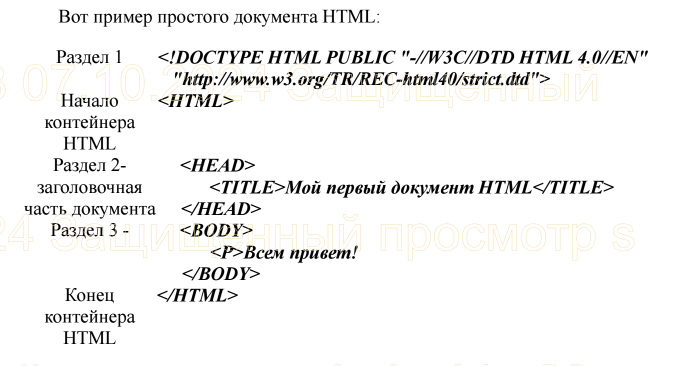 Вот пример простого документа HTML:
Раздел 1 <!DOCTYPE HTML PUBLIC "-//W3C//DTD HTML 4.0//EN"
"http://www.w3.org/TR/REC-html40/strict.dtd">
Начало <HTML>
контейнера
HTML
Раздел 2- <HEAD>
заголовочная <TITLE>Мой первый документ HTML</TITLE>
часть документа </HEAD>
Раздел 3 - <BODY>
<P>Всем привет!
</BODY>
Конец </HTML>
контейнера
HTML
3 07.10.2024 Защищенный
24 Защищенный просмотр s